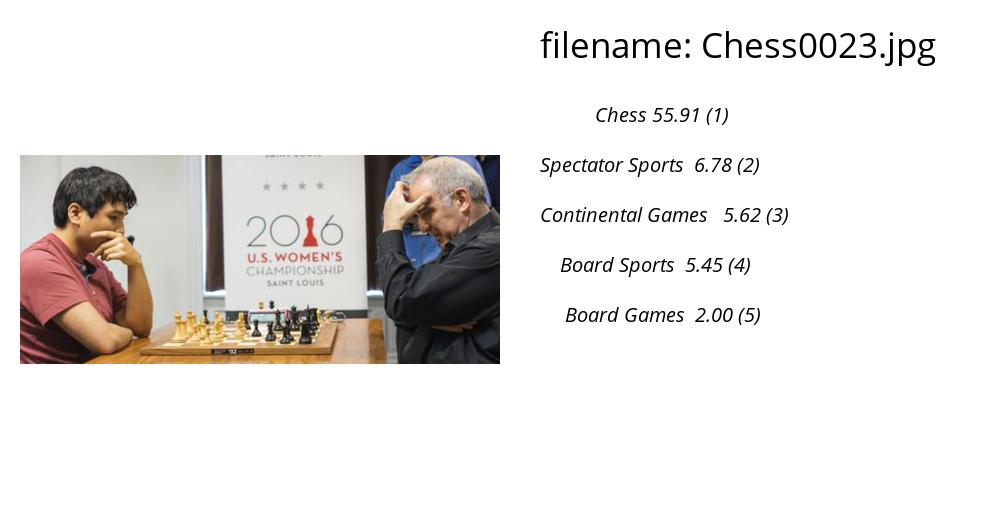 filename: Chess0023.jpg
Chess 55.91 (1)
Spectator Sports 6.78 (2)
Continental Games 5.62 (3)
Board Sports 5.45 (4)
Board Games 2.00 (5)
SAINT LOUIS
2016
U.S. WOMEN'S
CHAMPIONSHIP
SAINT LOUIS